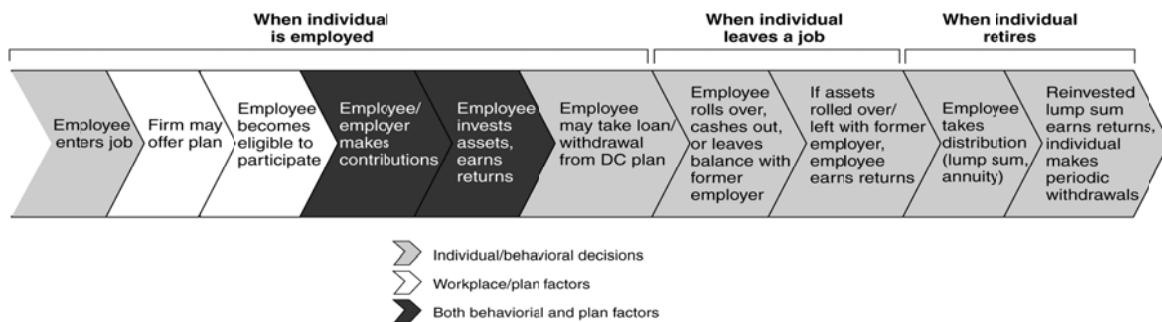 When individual
is employed
When individual
leaves a job
When individual
retires
Employee
enters job
Firm may
offer plan
Employee
becomes
eligible to
participate
Employee/
employer
makes
contributions
Employee
invests
assets,
earns
returns
Employee
may take loan/
withdrawal
from DC plan
Employee
rolls over,
cashes out,
or leaves
balance with
former
employer
If assets
rolled over/
left with former
employer,
employee
earns returns
Employee
takes
distribution
(lump sum,
annuity)
Reinvested
lump sum
earns returns,
individual
makes
periodic
withdrawals
Individual/behavioral decisions
Workplace/plan factors
Both behaviorial and plan factors